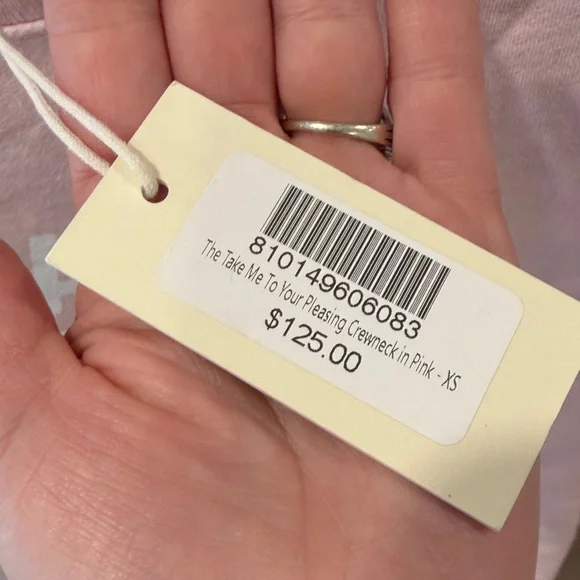 810149606083
The Take Me To Your Pleasing Crewneck in Pink - XS
$125.00